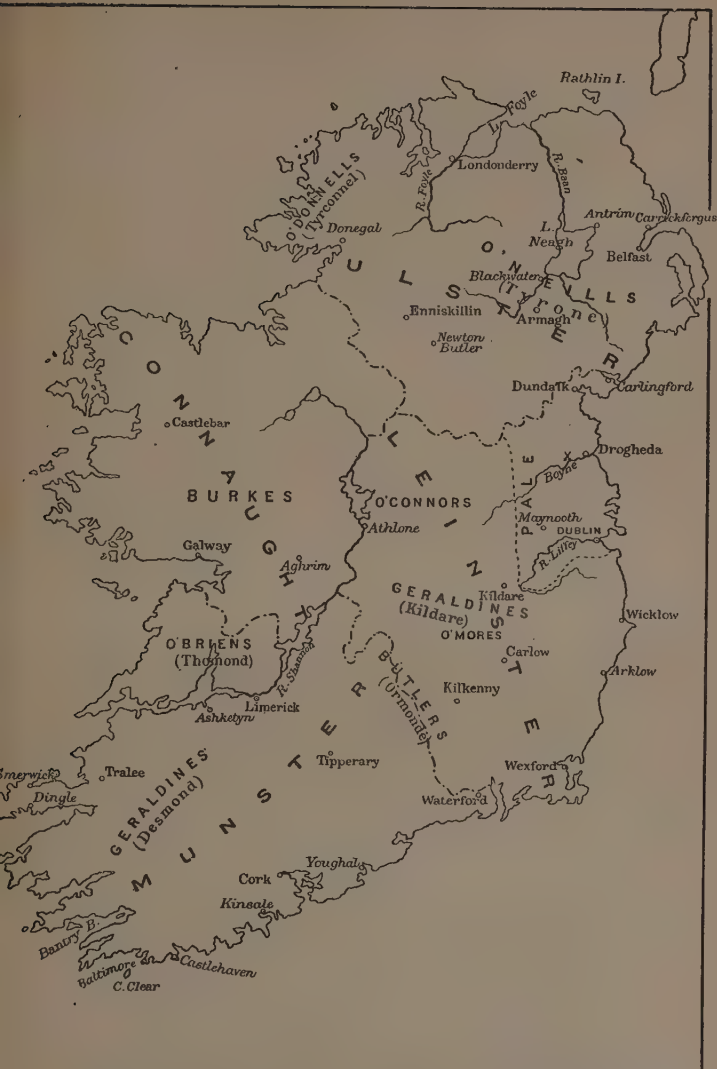 Rathlin I.
L. Foyle
Londonderry
R. Foyle
R. Baan
O'DONNELLS
(Tyrconnel)
Donegal
Antrim
Carrickfergus
L. Neagh
Belfast
ULSTER
O'NEILLS
(Tyrone)
Blackwater
Enniskillin
Armagh
Newton
Butler
Dundalk
Carlingford
CONNAUGHT
Castlebar
BURKES
Galway
Aghrim
Athlone
LEINSTER
O'CONNORS
PALE
X
Boyne
Drogheda
Maynooth
DUBLIN
R. Liffey
Kildare
GERALDINES
(Kildare)
O'MORES
Wicklow
Carlow
Arklow
O'BRIENS
(Thomond)
R. Shannon
Limerick
Asketyn
BUTLERS
(Ormonde)
Kilkenny
MUNSTER
Tipperary
Wexford
Waterford
Smerwick
Dingle
Tralee
GERALDINES
(Desmond)
Youghal
Cork
Kinsale
Bantry B.
Baltimore
Castlehaven
C. Clear